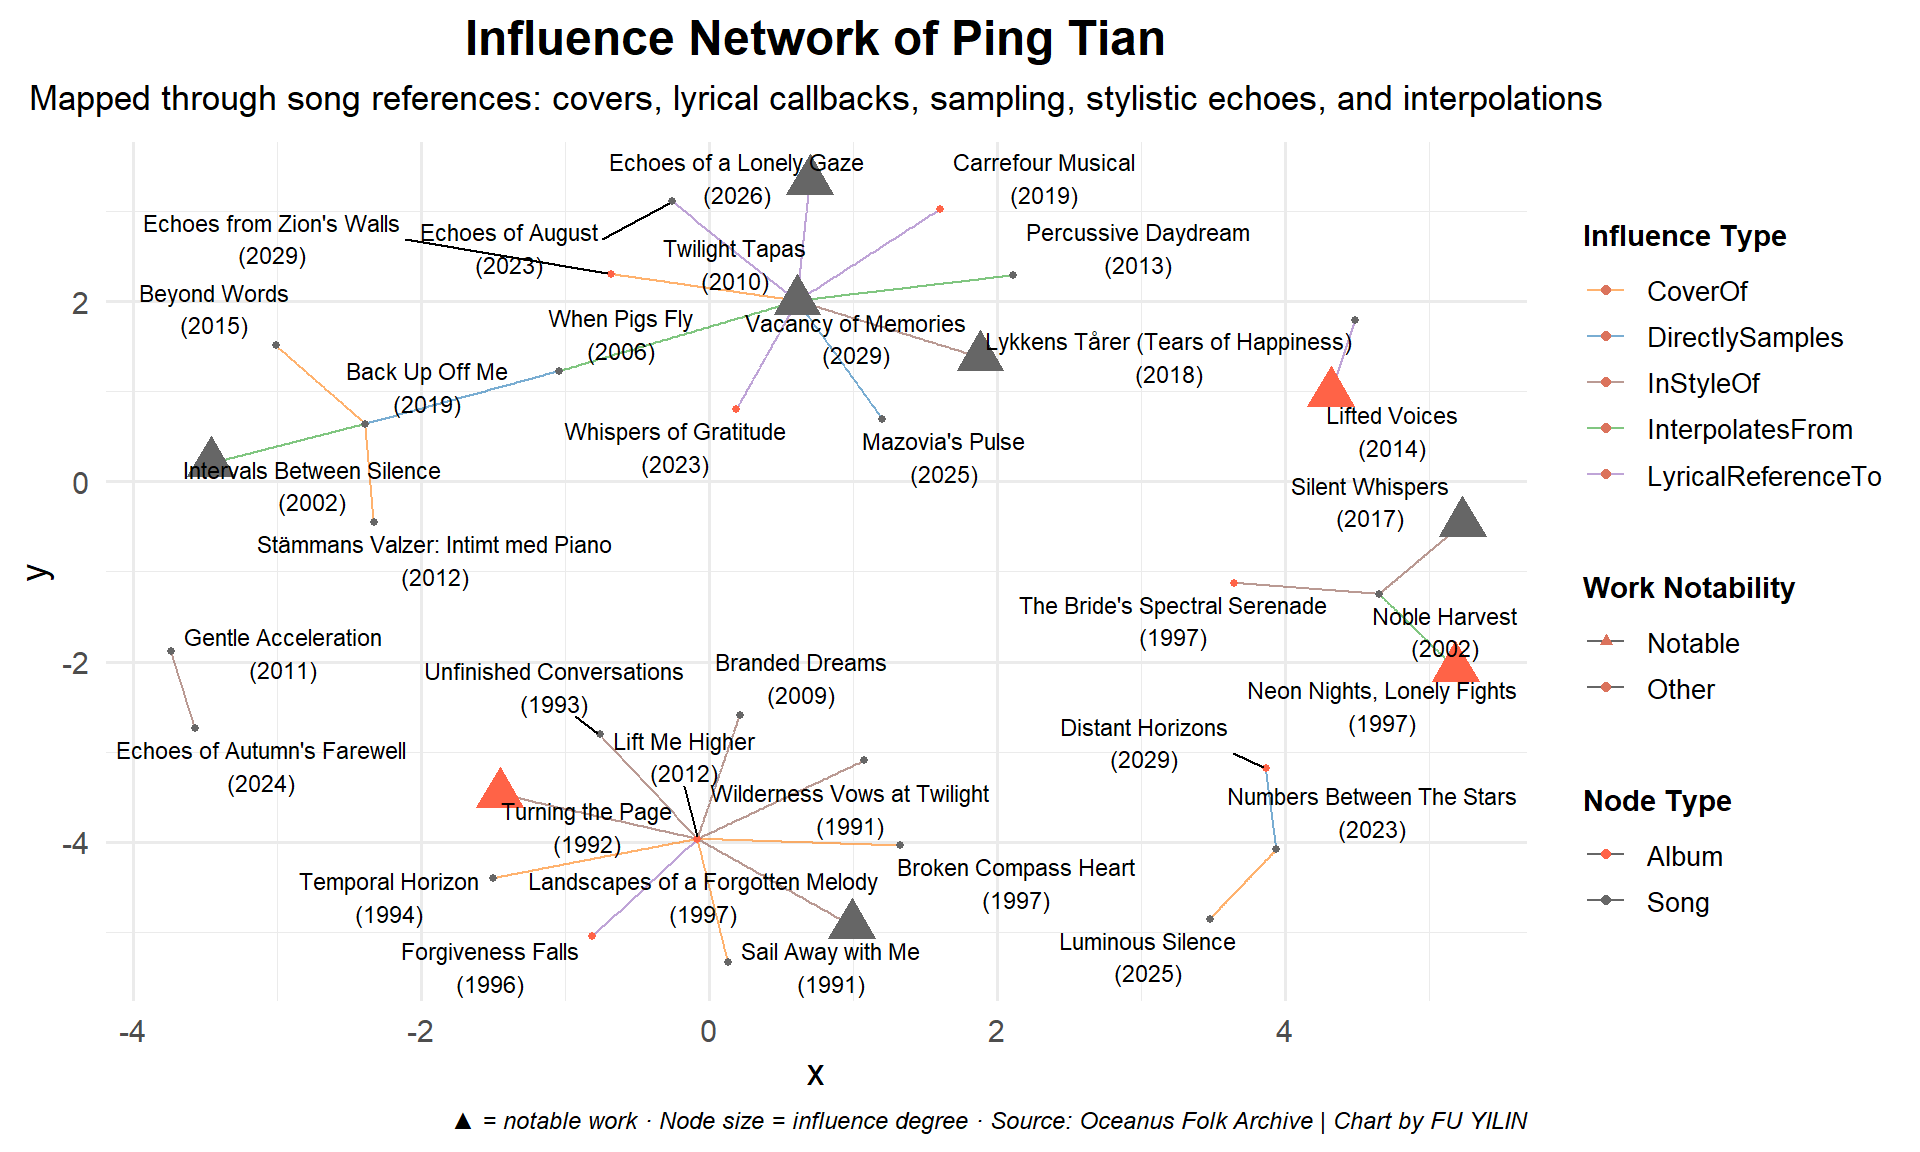 Influence Network of Ping Tian
Mapped through song references: covers, lyrical callbacks, sampling, stylistic echoes, and interpolations
Echoes of a Lonely Gaze
(2026)
Carrefour Musical
(2019)
Echoes from Zion's Walls
(2029)
Echoes of August
(2023)
Twilight Tapas
(2010)
Percussive Daydream
(2013)
Beyond Words
(2015)
When Pigs Fly
(2006)
Vacancy of Memories
(2029)
Lykkens Tårer (Tears of Happiness)
(2018)
Back Up Off Me
(2019)
Whispers of Gratitude
(2023)
Mazovia's Pulse
(2025)
Lifted Voices
(2014)
Intervals Between Silence
(2002)
Silent Whispers
(2017)
Stämmans Valzer: Intimt med Piano
(2012)
The Bride's Spectral Serenade
(1997)
Noble Harvest
(2002)
Gentle Acceleration
(2011)
Unfinished Conversations
(1993)
Branded Dreams
(2009)
Neon Nights, Lonely Fights
(1997)
Distant Horizons
(2029)
Echoes of Autumn's Farewell
(2024)
Lift Me Higher
(2012)
Wilderness Vows at Twilight
(1991)
Numbers Between The Stars
(2023)
Turning the Page
(1992)
Temporal Horizon
(1994)
Landscapes of a Forgotten Melody
(1997)
Broken Compass Heart
(1997)
Forgiveness Falls
(1996)
Sail Away with Me
(1991)
Luminous Silence
(2025)
2
0
-2
-4
y
-4
-2
0
2
4
x
Influence Type
CoverOf
DirectlySamples
InStyleOf
InterpolatesFrom
LyricalReferenceTo
Work Notability
Notable
Other
Node Type
Album
Song
▲ = notable work · Node size = influence degree · Source: Oceanus Folk Archive | Chart by FU YILIN